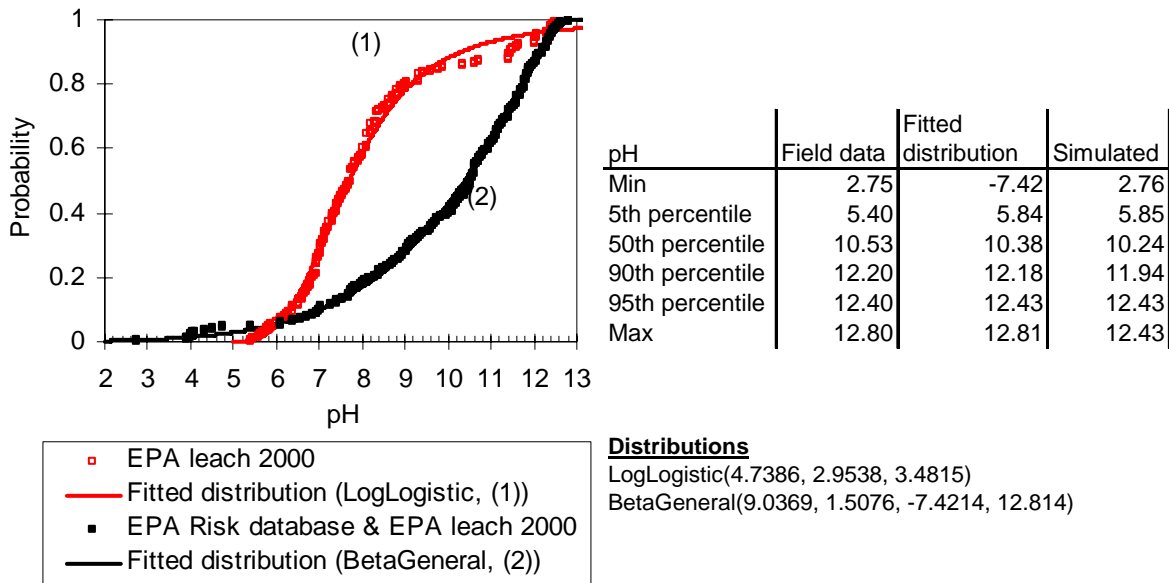 1
0.8
0.6
0.4
0.2
0
Probability
(1)
(2)
2 3 4 5 6 7 8 9 10 11 12 13
pH
EPA leach 2000
Fitted distribution (LogLogistic, (1))
EPA Risk database & EPA leach 2000
Fitted distribution (BetaGeneral, (2))
pH Field data Fitted distribution Simulated
Min 2.75 -7.42 2.76
5th percentile 5.40 5.84 5.85
50th percentile 10.53 10.38 10.24
90th percentile 12.20 12.18 11.94
95th percentile 12.40 12.43 12.43
Max 12.80 12.81 12.43
Distributions
LogLogistic(4.7386, 2.9538, 3.4815)
BetaGeneral(9.0369, 1.5076, -7.4214, 12.814)